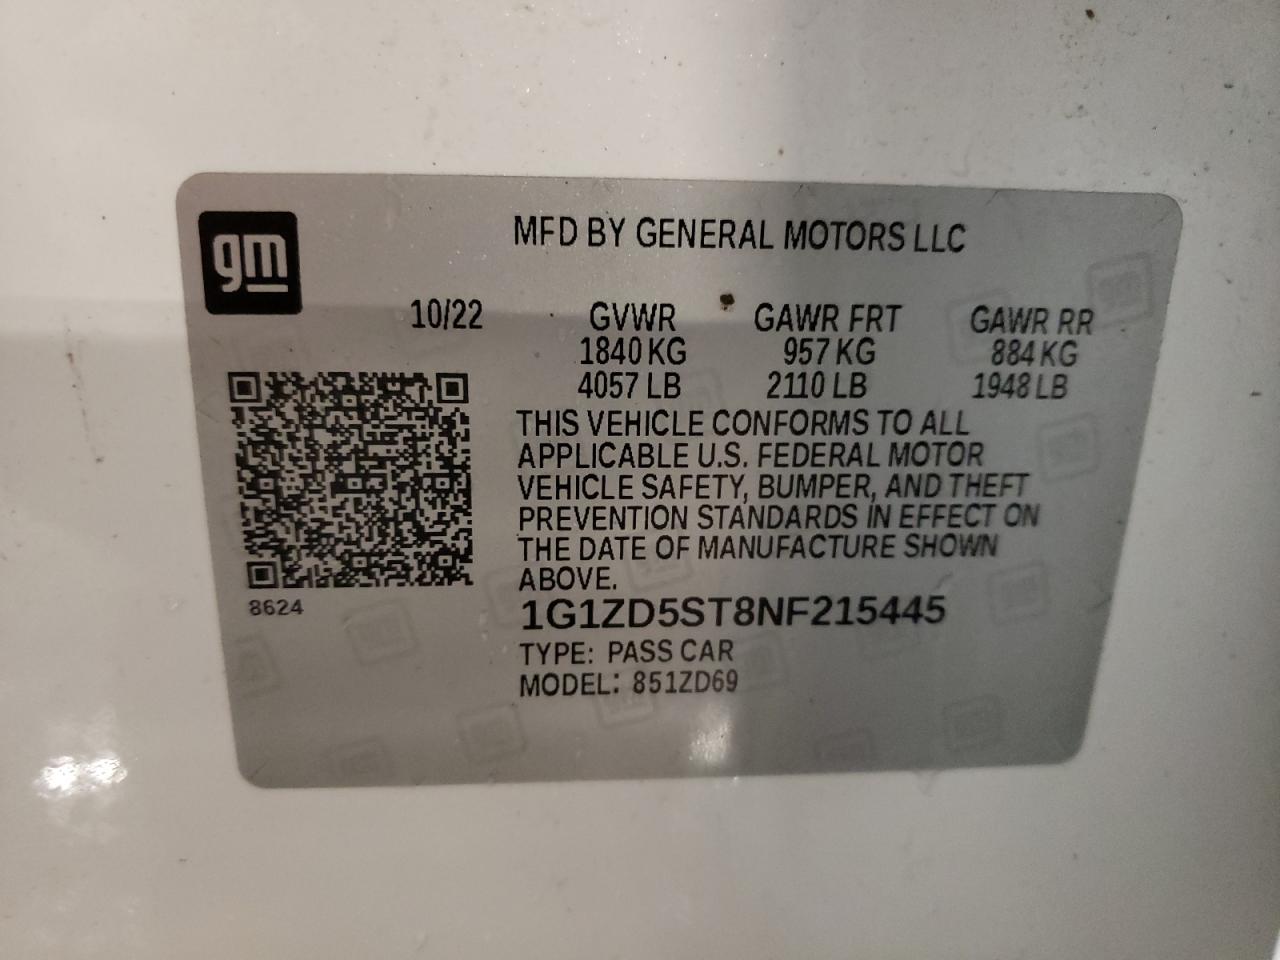 gm
MFD BY GENERAL MOTORS LLC
10/22 GVWR GAWR FRT GAWR RR
1840 KG 957 KG 884 KG
4057 LB 2110 LB 1948 LB
THIS VEHICLE CONFORMS TO ALL
APPLICABLE U.S. FEDERAL MOTOR
VEHICLE SAFETY, BUMPER, AND THEFT
PREVENTION STANDARDS IN EFFECT ON
THE DATE OF MANUFACTURE SHOWN
ABOVE.
8624
1G1ZD5ST8NF215445
TYPE: PASS CAR
MODEL: 851ZD69